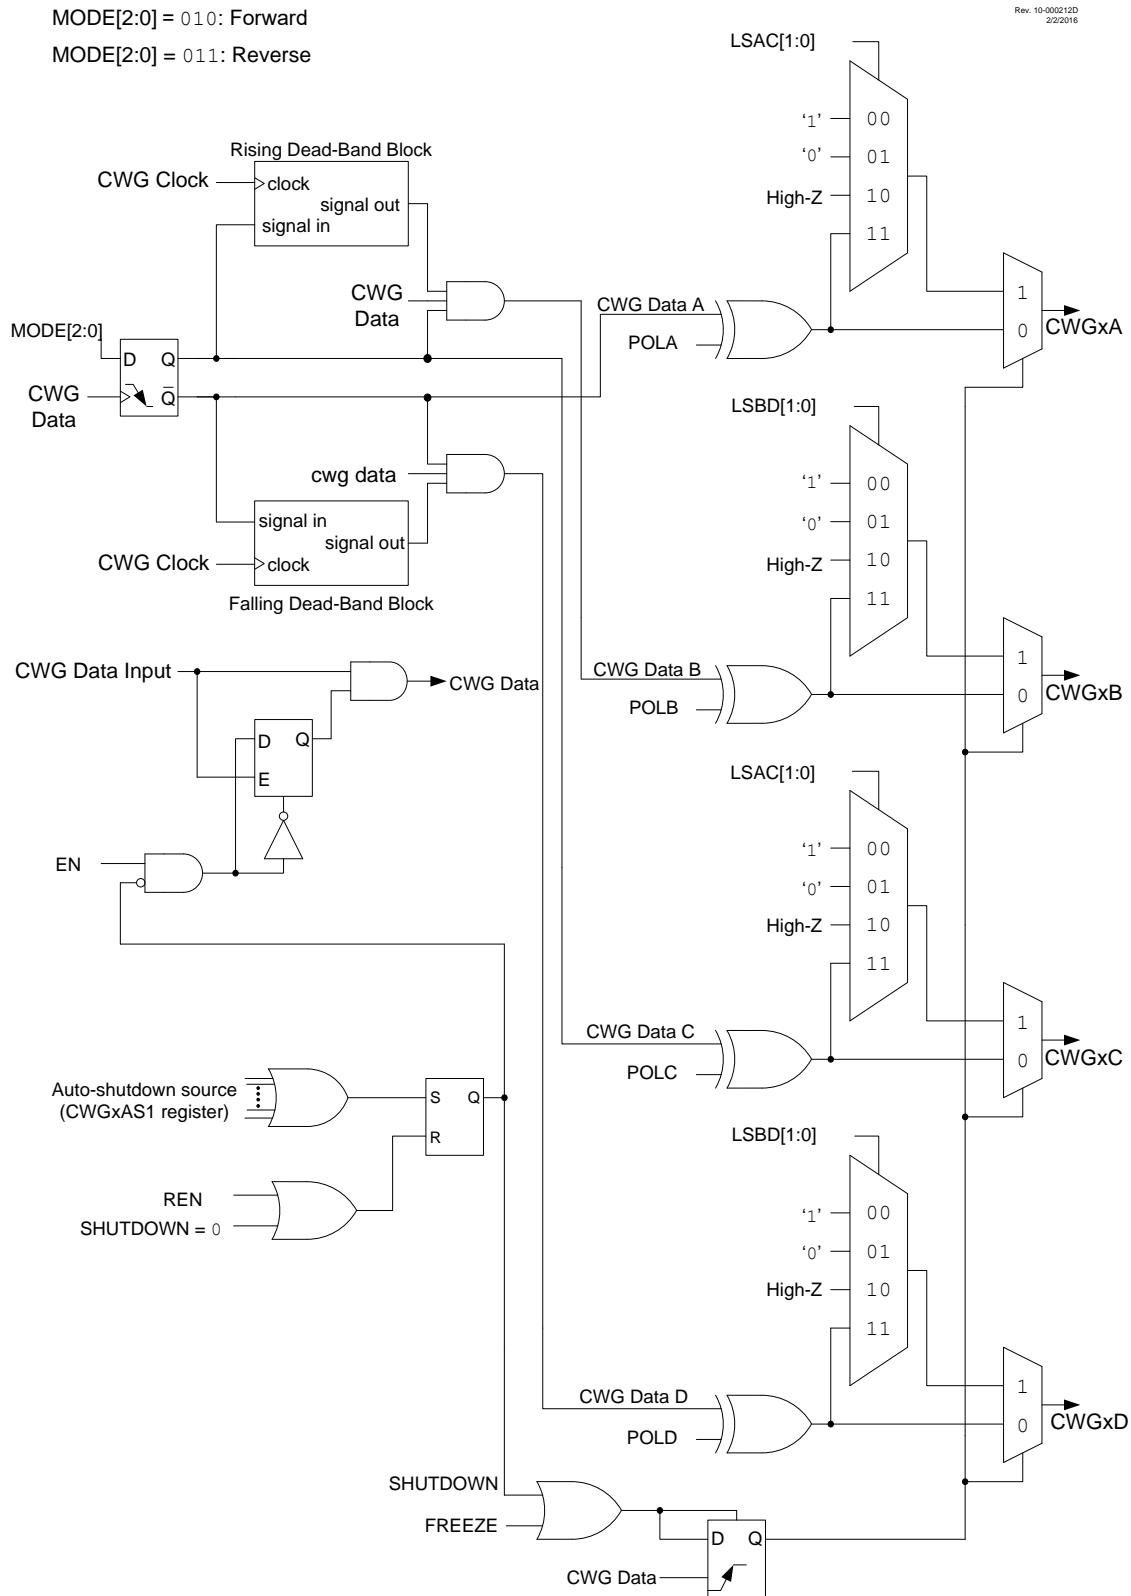 MODE[2:0] = 010: Forward
MODE[2:0] = 011: Reverse
Rev. 10-000212D
2/2/2016
LSAC[1:0]
‘1’
00
‘0’
01
High-Z
10
11
1
0
CWGxA
Rising Dead-Band Block
CWG Clock
clock
signal out
signal in
CWG
Data
CWG Data A
POLA
MODE[2:0]
D
Q
CWG
Data
Q
cwg data
signal in
signal out
CWG Clock
clock
Falling Dead-Band Block
LSBD[1:0]
‘1’
00
‘0’
01
High-Z
10
11
1
0
CWGxB
CWG Data B
POLB
CWG Data Input
CWG Data
D
Q
E
EN
LSAC[1:0]
‘1’
00
‘0’
01
High-Z
10
11
1
0
CWGxC
CWG Data C
POLC
Auto-shutdown source
(CWGxAS1 register)
S
Q
R
REN
SHUTDOWN = 0
LSBD[1:0]
‘1’
00
‘0’
01
High-Z
10
11
1
0
CWGxD
CWG Data D
POLD
SHUTDOWN
FREEZE
D
Q
CWG Data